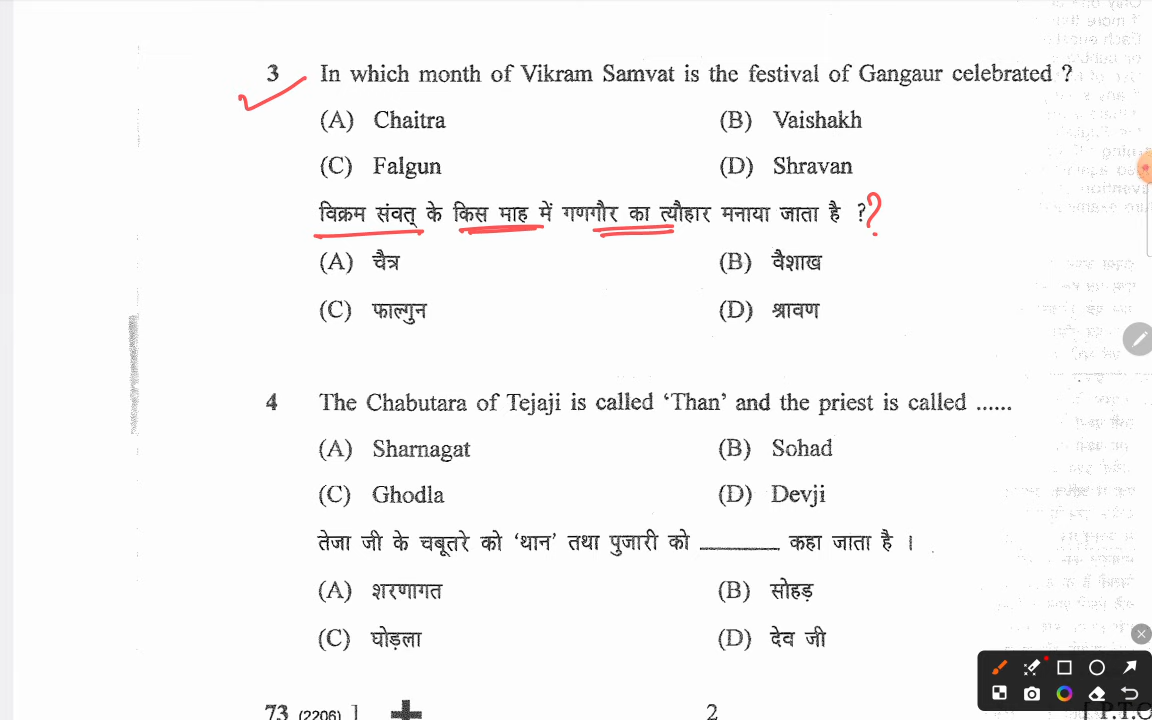 3 In which month of Vikram Samvat is the festival of Gangaur celebrated ?
(A) Chaitra (B) Vaishakh
(C) Falgun (D) Shravan
विक्रम संवत् के किस माह में गणगौर का त्यौहार मनाया जाता है ??
(A) चैत्र (B) वैशाख
(C) फाल्गुन (D) श्रावण
4 The Chabutara of Tejaji is called ‘Than’ and the priest is called ......
(A) Sharnagat (B) Sohad
(C) Ghodla (D) Devji
तेजा जी के चबूतरे को ‘थान’ तथा पुजारी को ________ कहा जाता है ।
(A) शरणागत (B) सोहड़
(C) घोड़ला (D) देव जी
73 (2206) ] 2 [ P.T.O